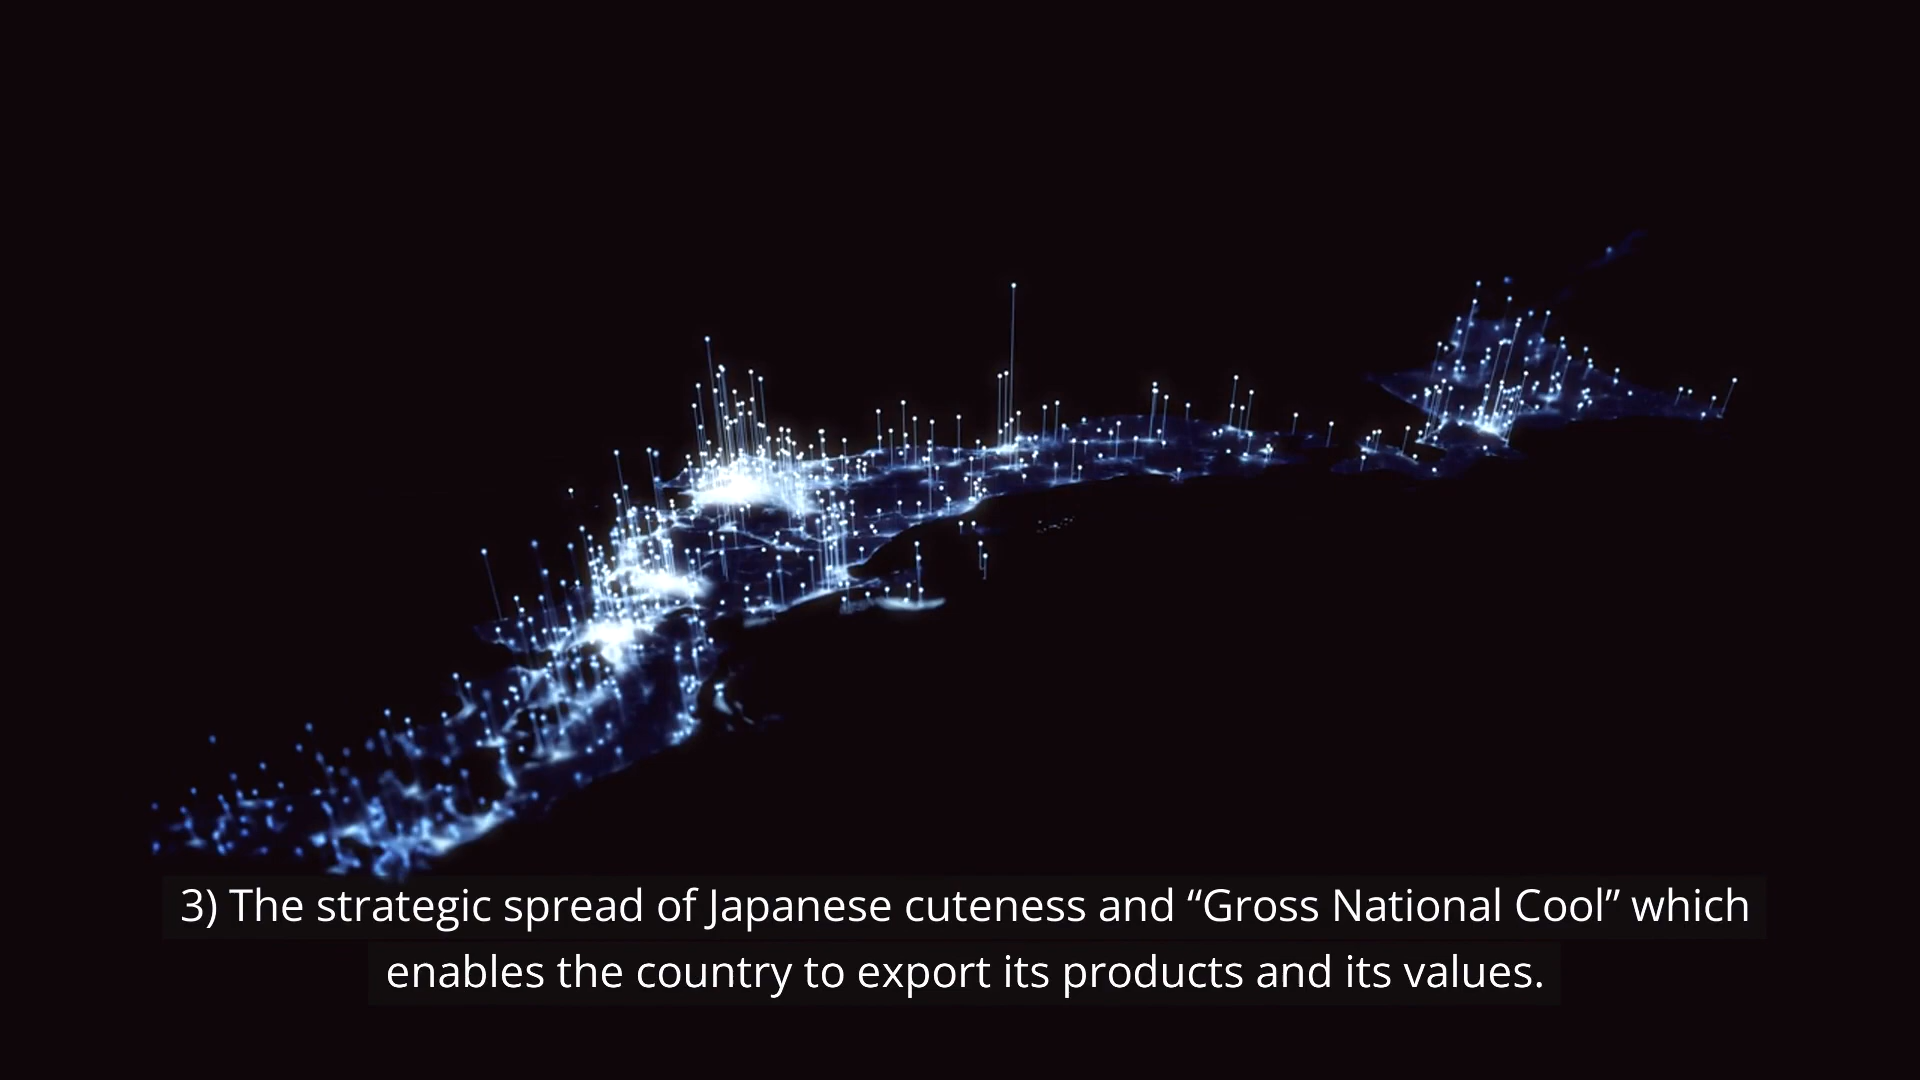 3) The strategic spread of Japanese cuteness and “Gross National Cool” which
enables the country to export its products and its values.